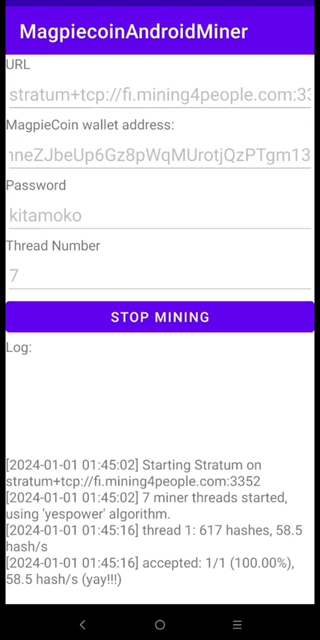 MagpiecoinAndroidMiner
URL
stratum+tcp://fi.mining4people.com:33
MagpieCoin wallet address:
nneZJbeUp6Gz8pWqMUrotjQzPTgm13
Password
kitamoko
Thread Number
7
STOP MINING
Log:
[2024-01-01 01:45:02] Starting Stratum on
stratum+tcp://fi.mining4people.com:3352
[2024-01-01 01:45:02] 7 miner threads started,
using 'yespower' algorithm.
[2024-01-01 01:45:16] thread 1: 617 hashes, 58.5
hash/s
[2024-01-01 01:45:16] accepted: 1/1 (100.00%),
58.5 hash/s (yay!!!)